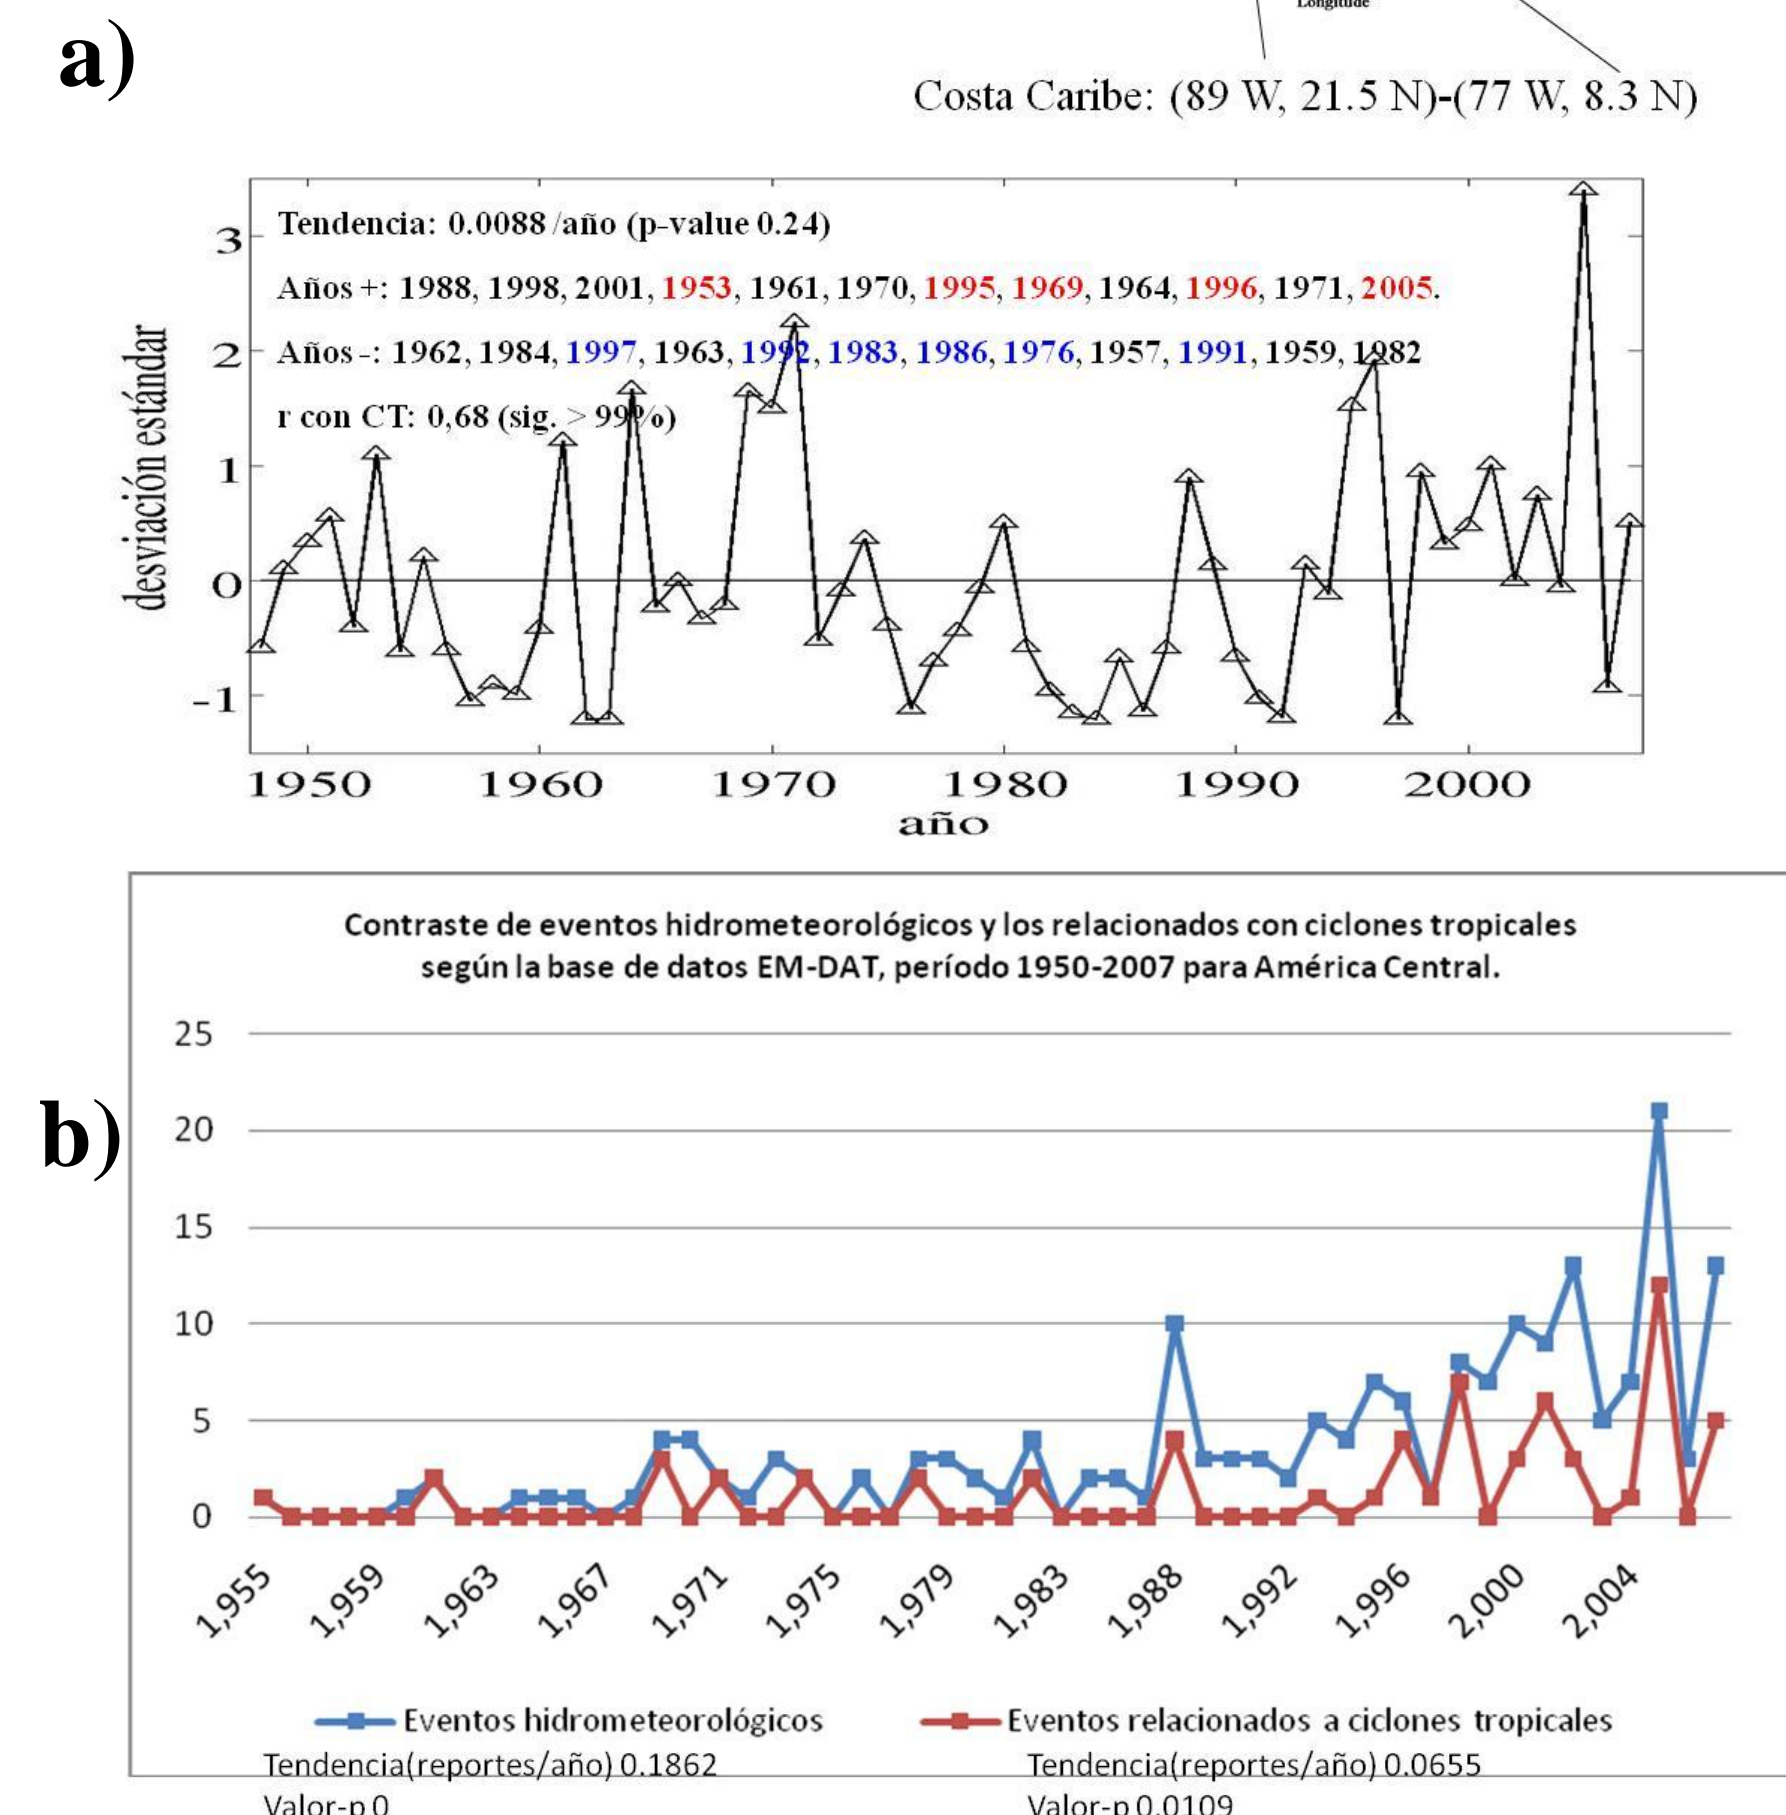 Longitude
a)
Costa Caribe: (89 W, 21.5 N)-(77 W, 8.3 N)
Tendencia: 0.0088 /año (p-value 0.24)
Años +: 1988, 1998, 2001, 1953, 1961, 1970, 1995, 1969, 1964, 1996, 1971, 2005.
Años -: 1962, 1984, 1997, 1963, 1992, 1983, 1986, 1976, 1957, 1991, 1959, 1982
r con CT: 0,68 (sig. > 99%)
desviación estándar
3
2
1
0
-1
1950 1960 1970 1980 1990 2000
año
b)
Contraste de eventos hidrometeorológicos y los relacionados con ciclones tropicales
según la base de datos EM-DAT, período 1950-2007 para América Central.
25
20
15
10
5
0
1,955 1,959 1,963 1,967 1,971 1,975 1,979 1,983 1,988 1,992 1,996 2,000 2,004
Eventos hidrometeorológicos Eventos relacionados a ciclones tropicales
Tendencia(reportes/año) 0.1862 Tendencia(reportes/año) 0.0655
Valor-p 0 Valor-p 0.0109